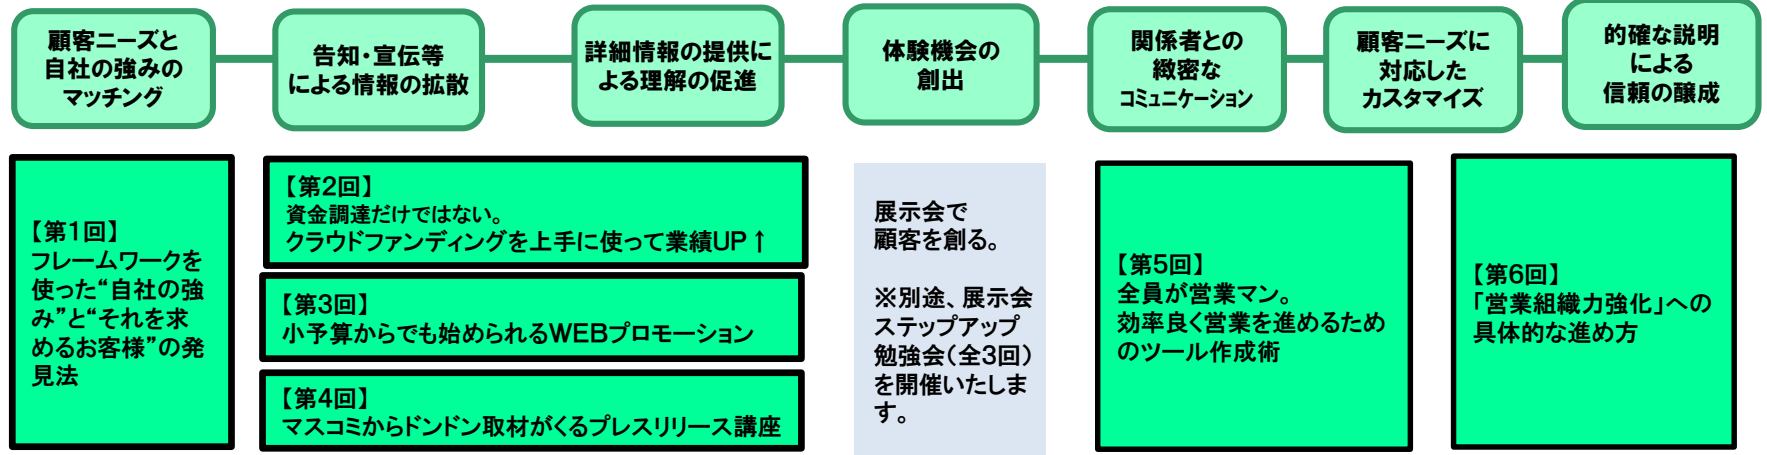 顧客ニーズと
自社の強みの
マッチング
告知・宣伝等
による情報の拡散
詳細情報の提供に
よる理解の促進
体験機会の
創出
関係者との
緻密な
コミュニケーション
顧客ニーズに
対応した
カスタマイズ
的確な説明
による
信頼の醸成
【第1回】
フレームワークを
使った“自社の強
み”と“それを求
めるお客様”の発
見法
【第2回】
資金調達だけではない。
クラウドファンディングを上手に使って業績UP↑
【第3回】
小予算からでも始められるWEBプロモーション
【第4回】
マスコミからドンドン取材がくるプレスリリース講座
展示会で
顧客を創る。
※別途、展示会
ステップアップ
勉強会（全3回）
を開催いたしま
す。
【第5回】
全員が営業マン。
効率良く営業を進めるため
のツール作成術
【第6回】
「営業組織力強化」への
具体的な進め方